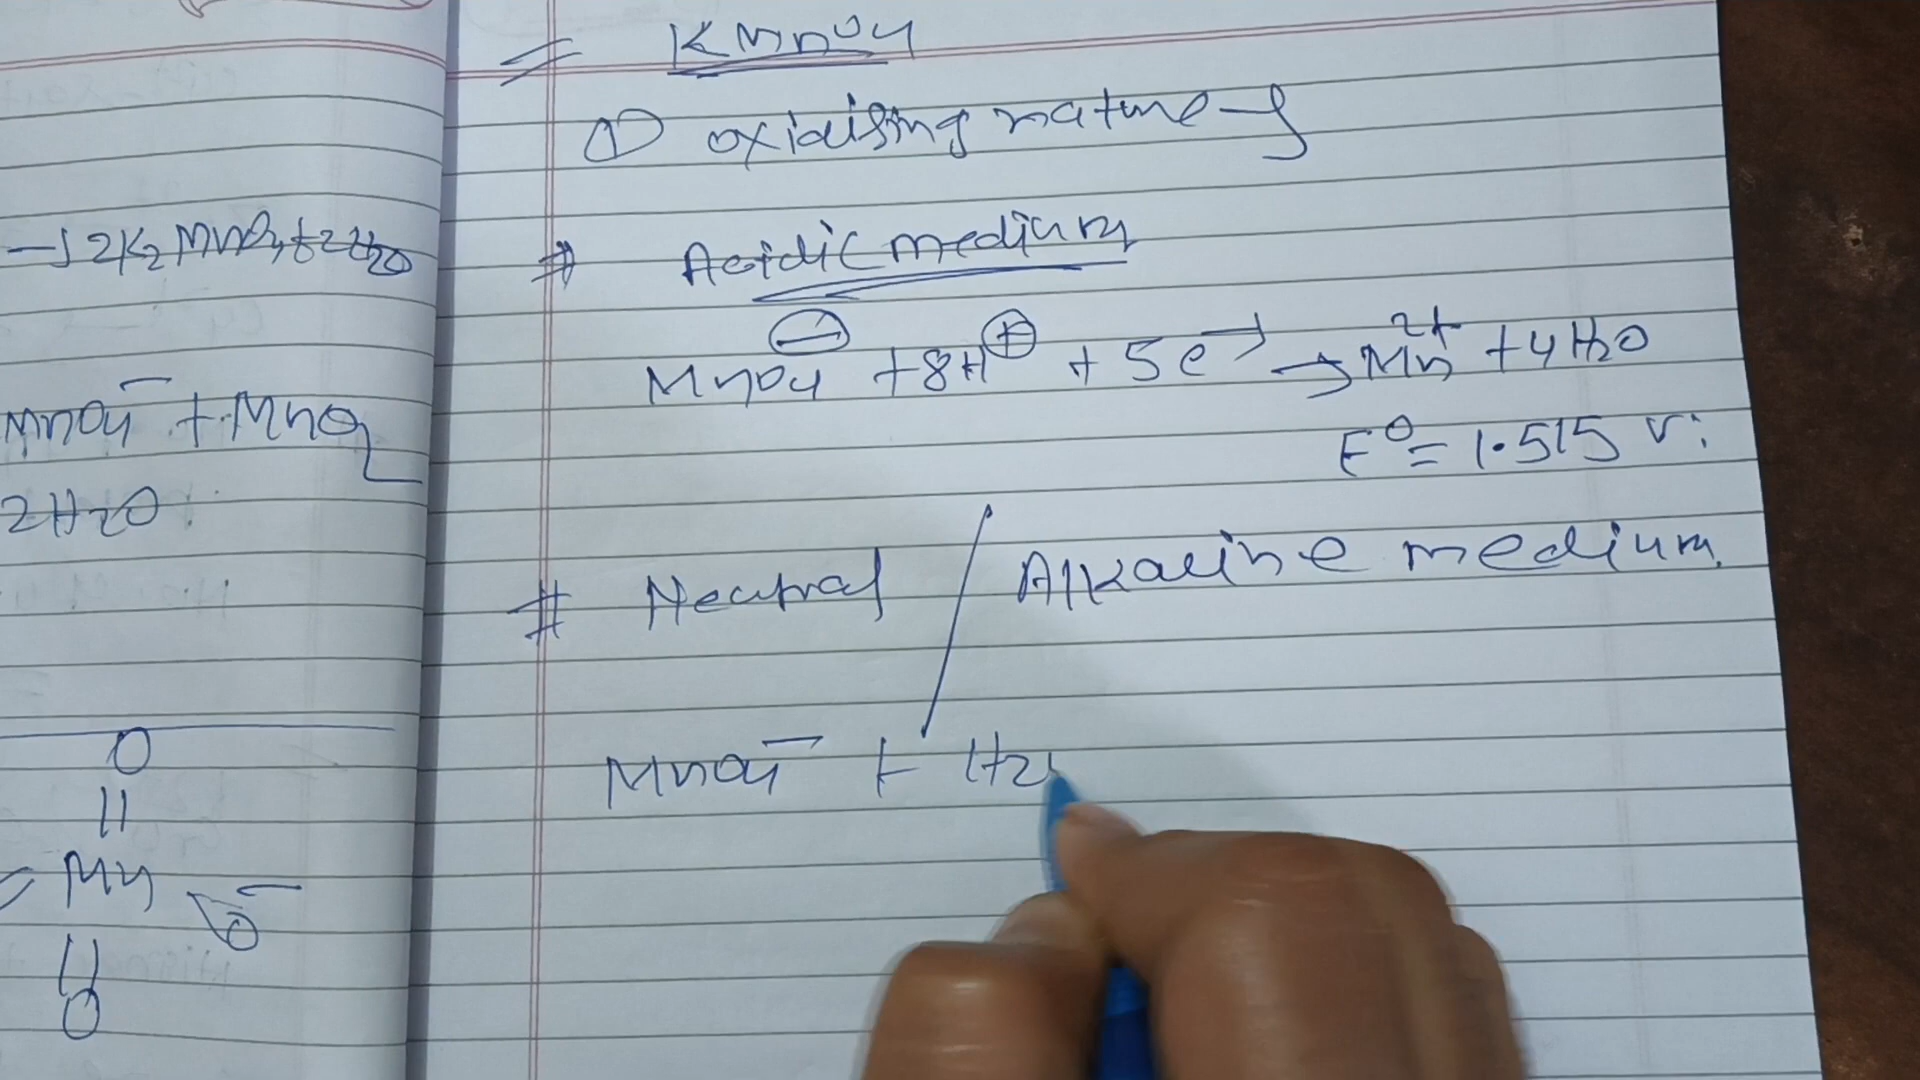 → 2K2MnO4 + 2H2O
MnO4⁻ + MnO2
2H2O
O
||
= Mn
O⁻
||
O
= KMnO4
① oxidising nature
⇒ Acidic medium
MnO4⊖ + 8H⊕ + 5e⁻ → Mn²⁺ + 4H2O
E⁰ = 1.515 V.
# Neutral / Alkaline medium.
MnO4⁻ + H2